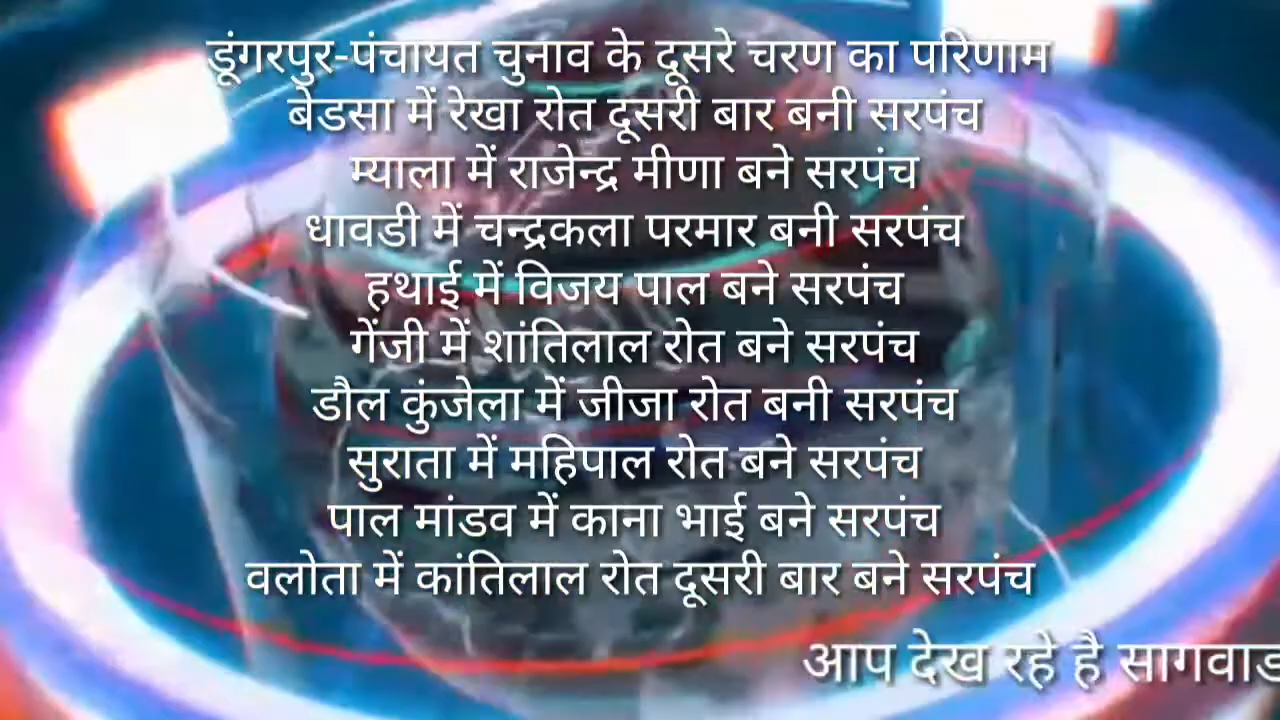 डूंगरपुर-पंचायत चुनाव के दूसरे चरण का परिणाम
बेडसा में रेखा रोत दूसरी बार बनी सरपंच
म्याला में राजेन्द्र मीणा बने सरपंच
धावडी में चन्द्रकला परमार बनी सरपंच
हथाई में विजय पाल बने सरपंच
गेंजी में शांतिलाल रोत बने सरपंच
डौल कुंजेला में जीजा रोत बनी सरपंच
सुराता में महिपाल रोत बने सरपंच
पाल मांडव में काना भाई बने सरपंच
वलोता में कांतिलाल रोत दूसरी बार बने सरपंच
आप देख रहे है